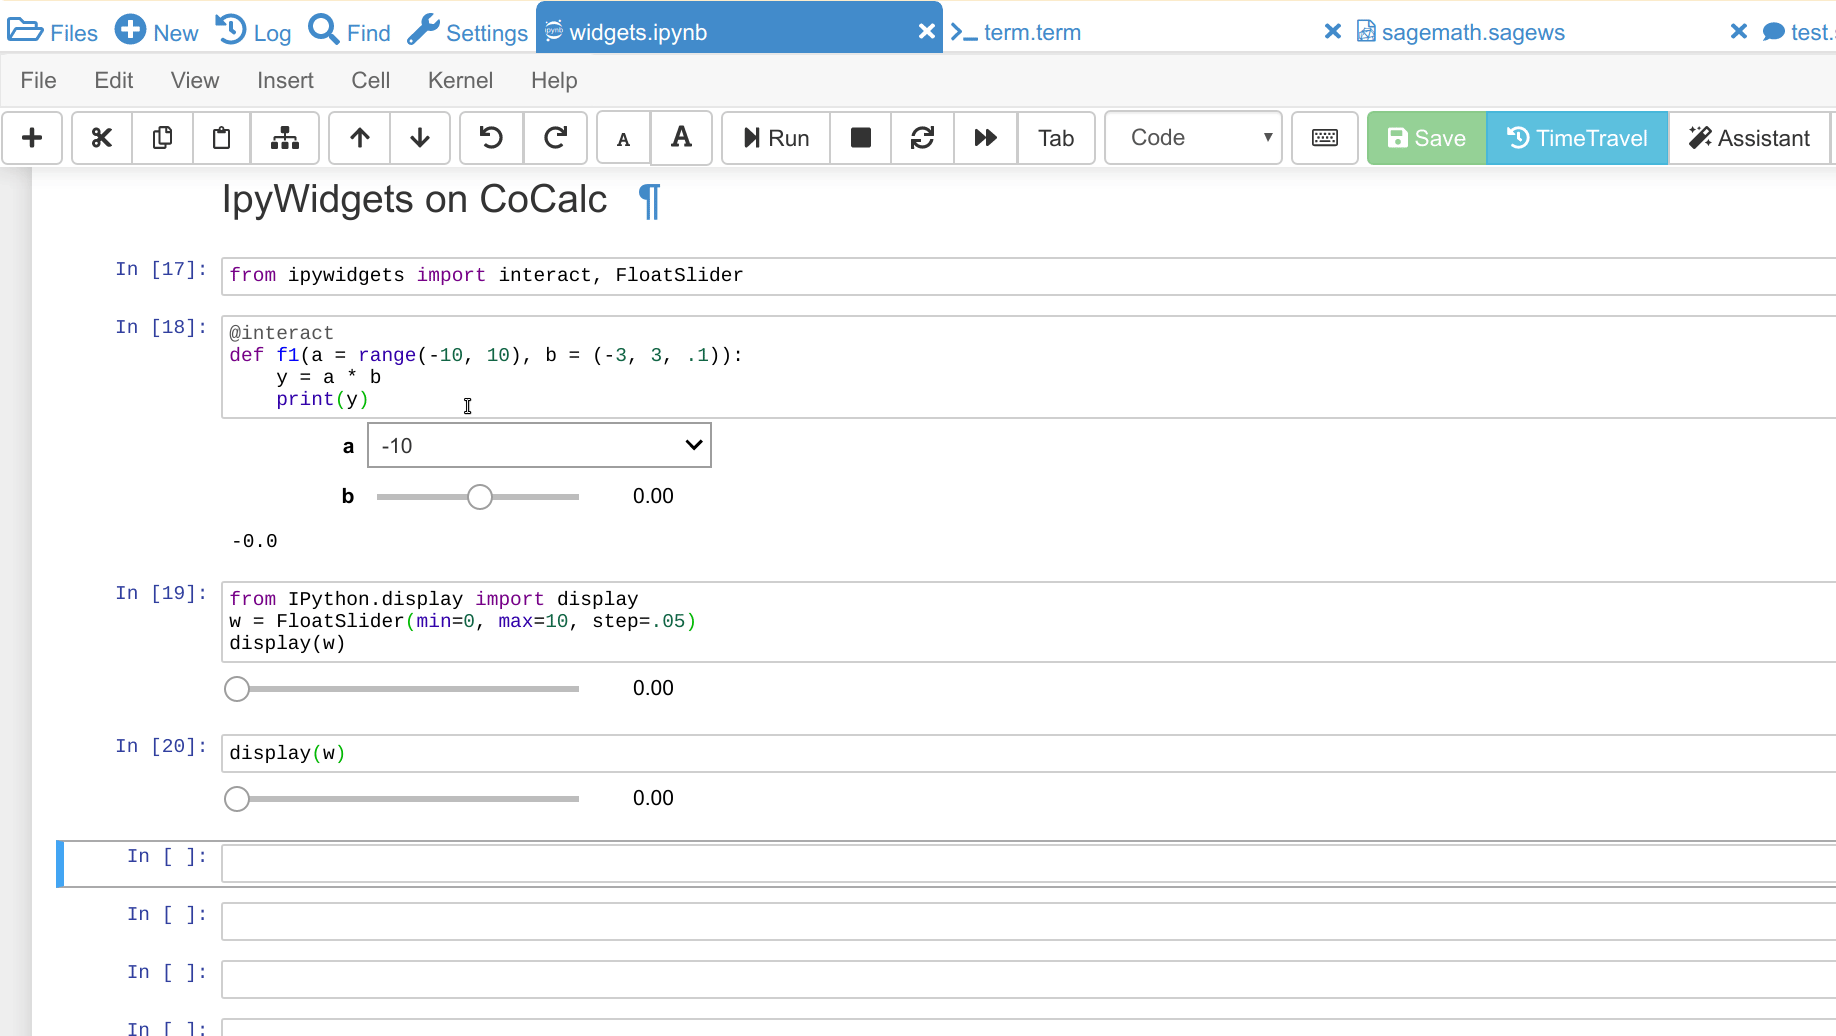 Files New Log Find Settings widgets.ipynb term.term sagemath.sagews test.
File Edit View Insert Cell Kernel Help
A A Run Tab Code Save TimeTravel Assistant
IpyWidgets on CoCalc ¶
In [17]: from ipywidgets import interact, FloatSlider
In [18]: @interact
def f1(a = range(-10, 10), b = (-3, 3, .1)):
    y = a * b
    print(y)
a -10
b 0.00
-0.0
In [19]: from IPython.display import display
w = FloatSlider(min=0, max=10, step=.05)
display(w)
0.00
In [20]: display(w)
0.00
In [ ]:
In [ ]:
In [ ]:
In [ ]: